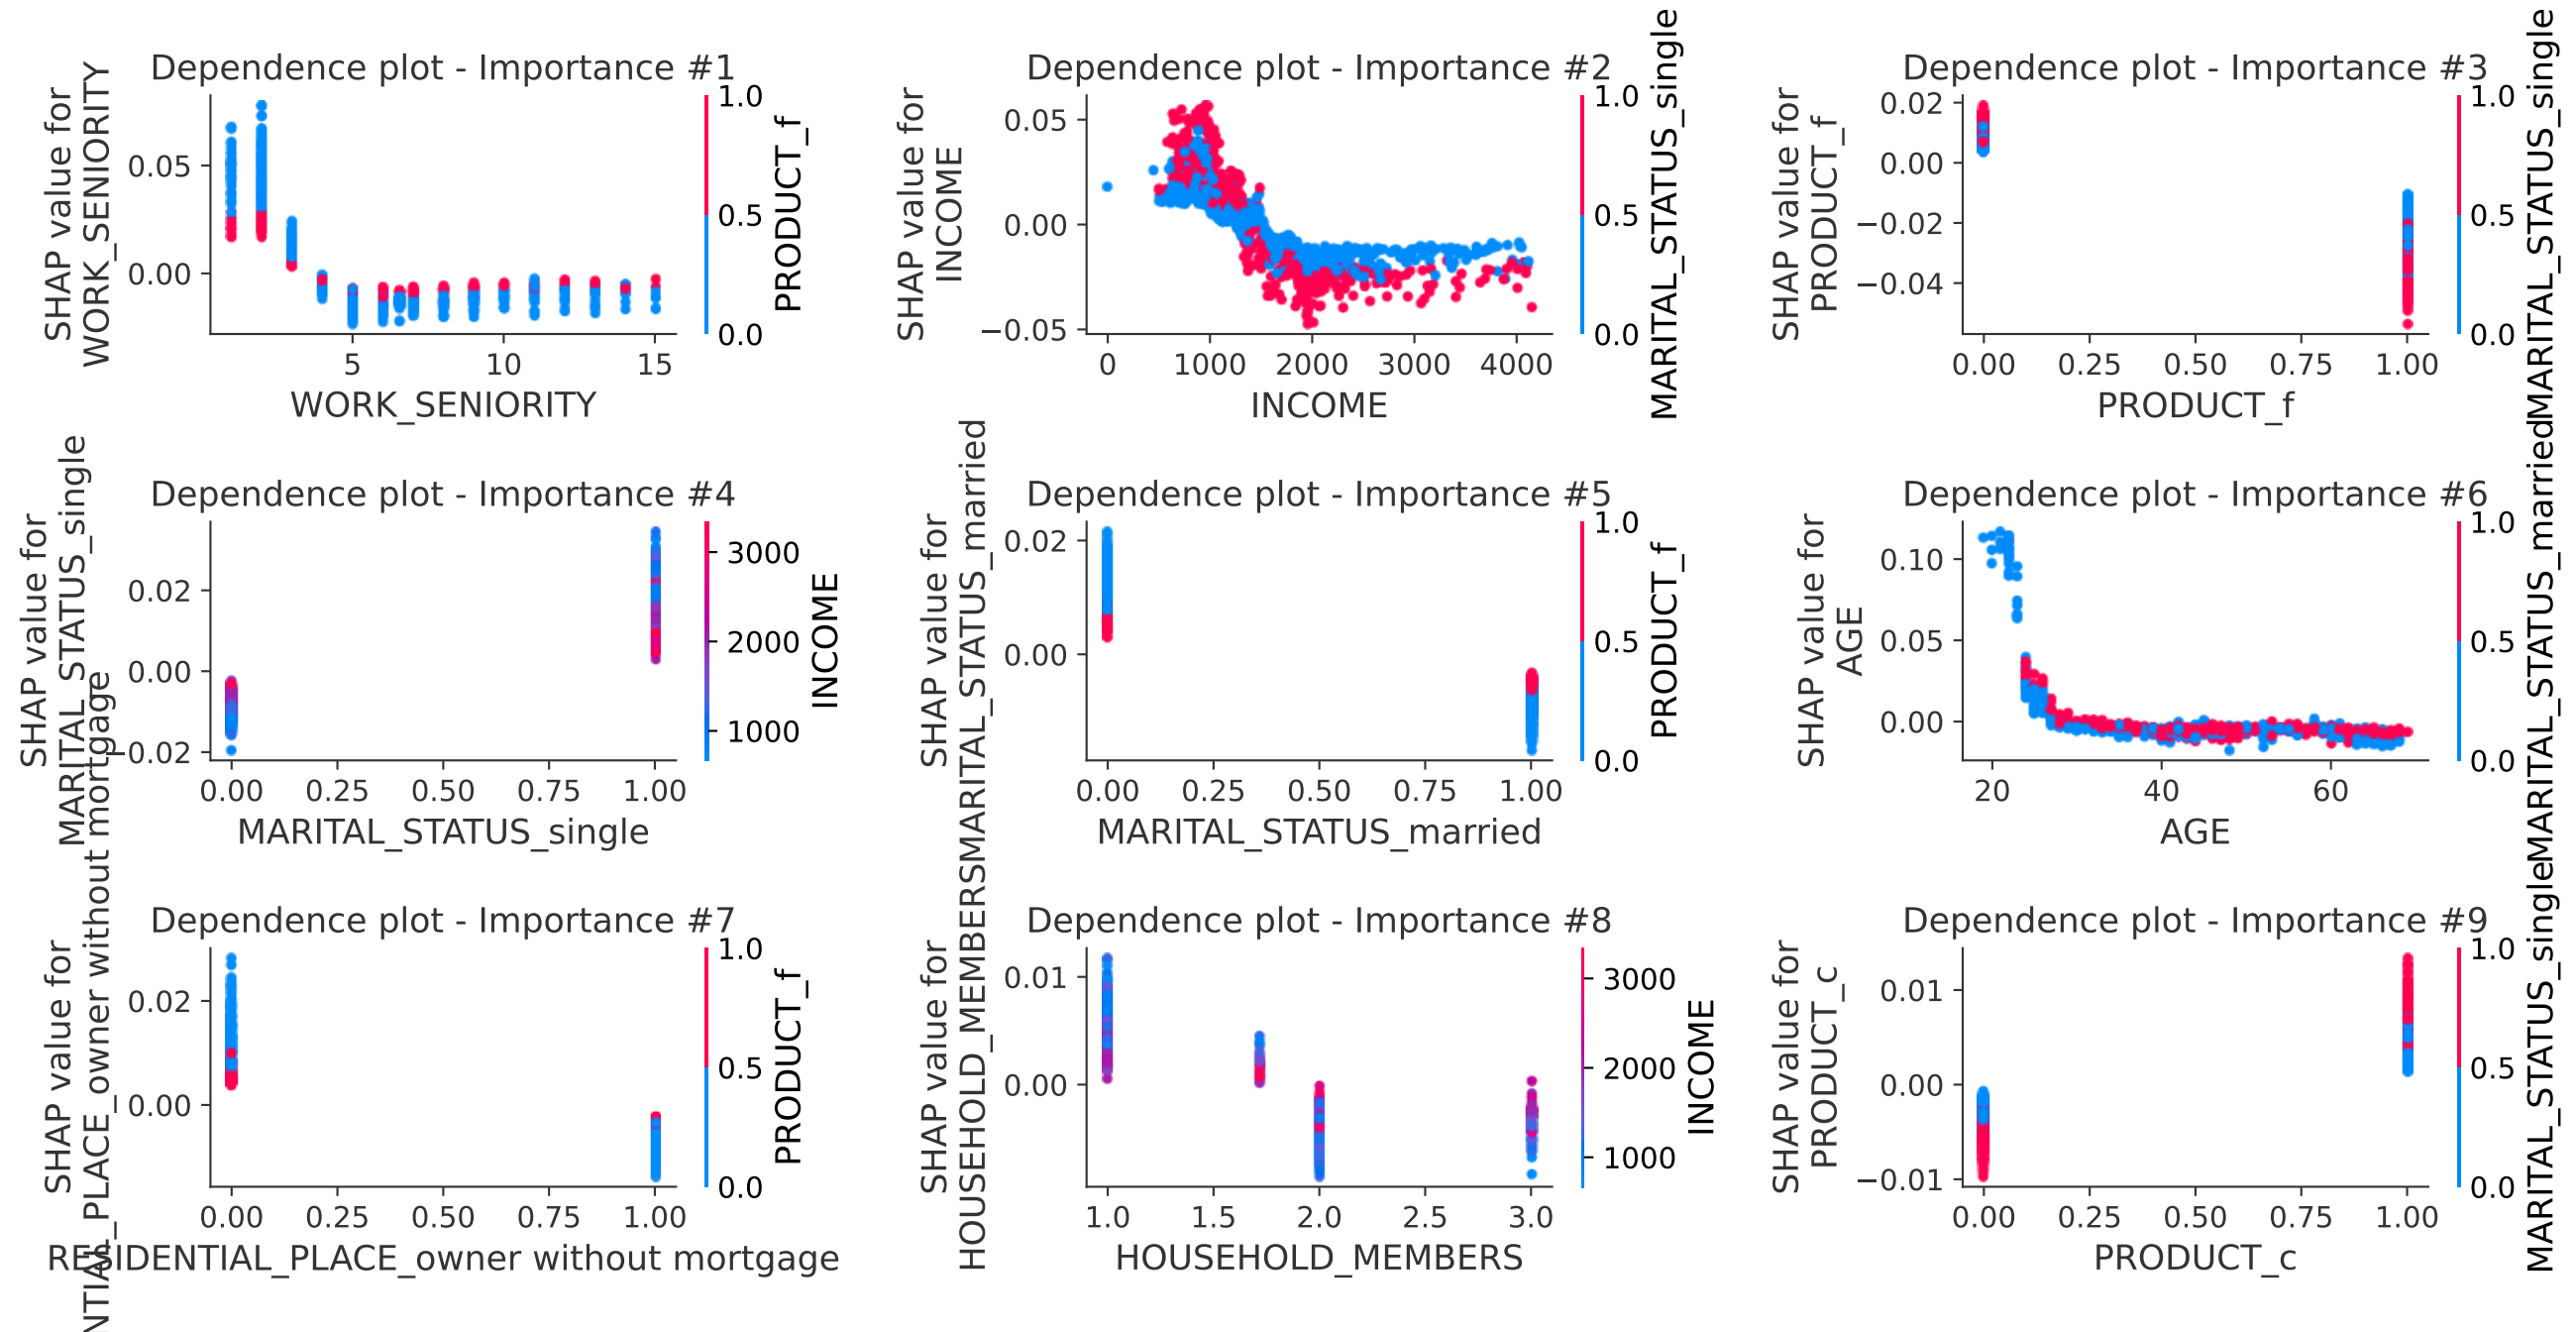 Dependence plot - Importance #1
SHAP value for
WORK_SENIORITY
0.05
0.00
5 10 15
WORK_SENIORITY
1.0
0.5
0.0
PRODUCT_f
Dependence plot - Importance #2
SHAP value for
INCOME
0.05
0.00
−0.05
0 1000 2000 3000 4000
INCOME
1.0
0.5
0.0
MARITAL_STATUS_single
Dependence plot - Importance #3
SHAP value for
PRODUCT_f
0.02
0.00
−0.02
−0.04
0.00 0.25 0.50 0.75 1.00
PRODUCT_f
1.0
0.5
0.0
MARITAL_STATUS_single
Dependence plot - Importance #4
SHAP value for
MARITAL_STATUS_single
0.02
0.00
−0.02
0.00 0.25 0.50 0.75 1.00
MARITAL_STATUS_single
3000
2000
1000
INCOME
Dependence plot - Importance #5
SHAP value for
MARITAL_STATUS_married
0.02
0.00
0.00 0.25 0.50 0.75 1.00
MARITAL_STATUS_married
1.0
0.5
0.0
PRODUCT_f
Dependence plot - Importance #6
SHAP value for
AGE
0.10
0.05
0.00
20 40 60
AGE
1.0
0.5
0.0
MARITAL_STATUS_married
Dependence plot - Importance #7
SHAP value for
NTIAL_PLACE_owner without mortgage
0.02
0.00
0.00 0.25 0.50 0.75 1.00
RESIDENTIAL_PLACE_owner without mortgage
1.0
0.5
0.0
PRODUCT_f
Dependence plot - Importance #8
SHAP value for
HOUSEHOLD_MEMBERS
0.01
0.00
1.0 1.5 2.0 2.5 3.0
HOUSEHOLD_MEMBERS
3000
2000
1000
INCOME
Dependence plot - Importance #9
SHAP value for
PRODUCT_c
0.01
0.00
−0.01
0.00 0.25 0.50 0.75 1.00
PRODUCT_c
1.0
0.5
0.0
MARITAL_STATUS_single